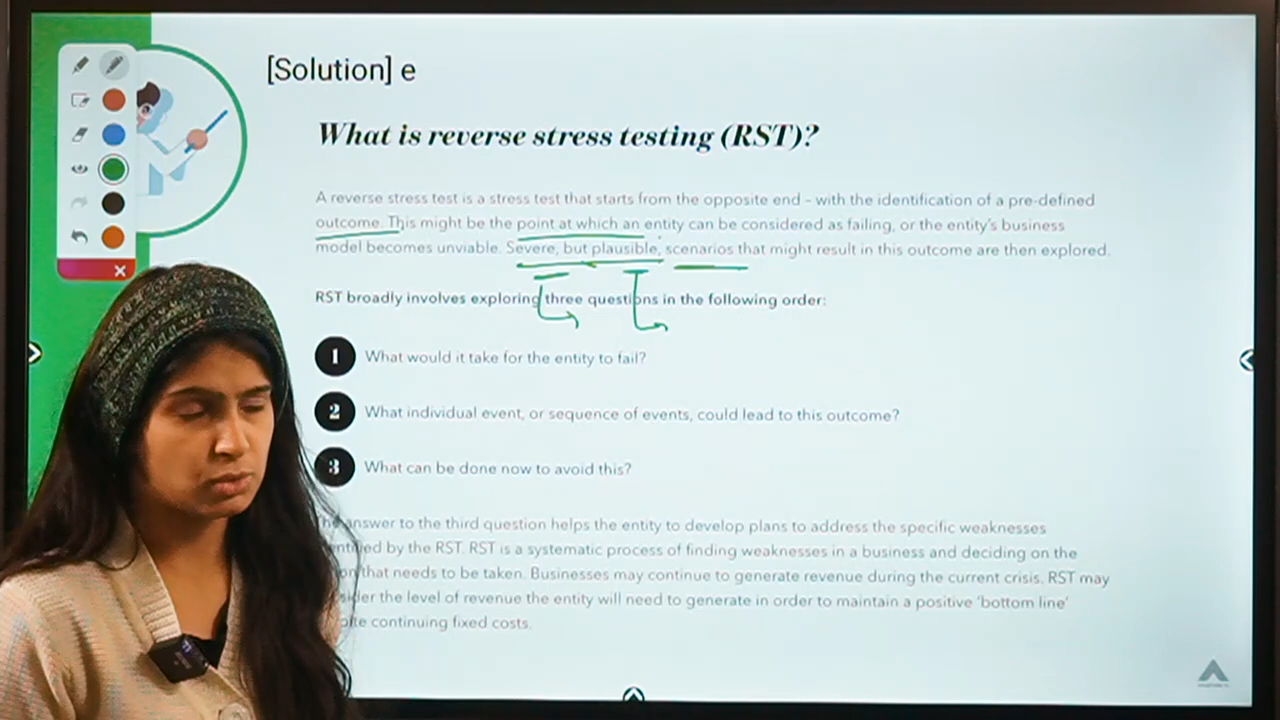 [Solution] e
What is reverse stress testing (RST)?
A reverse stress test is a stress test that starts from the opposite end – with the identification of a pre-defined
outcome. This might be the point at which an entity can be considered as failing, or the entity's business
model becomes unviable. Severe, but plausible, scenarios that might result in this outcome are then explored.
RST broadly involves exploring three questions in the following order:
1 What would it take for the entity to fail?
2 What individual event, or sequence of events, could lead to this outcome?
3 What can be done now to avoid this?
The answer to the third question helps the entity to develop plans to address the specific weaknesses
by the RST. RST is a systematic process of finding weaknesses in a business and deciding on the
that needs to be taken. Businesses may continue to generate revenue during the current crisis. RST may
the level of revenue the entity will need to generate in order to maintain a positive 'bottom line'
continuing fixed costs.